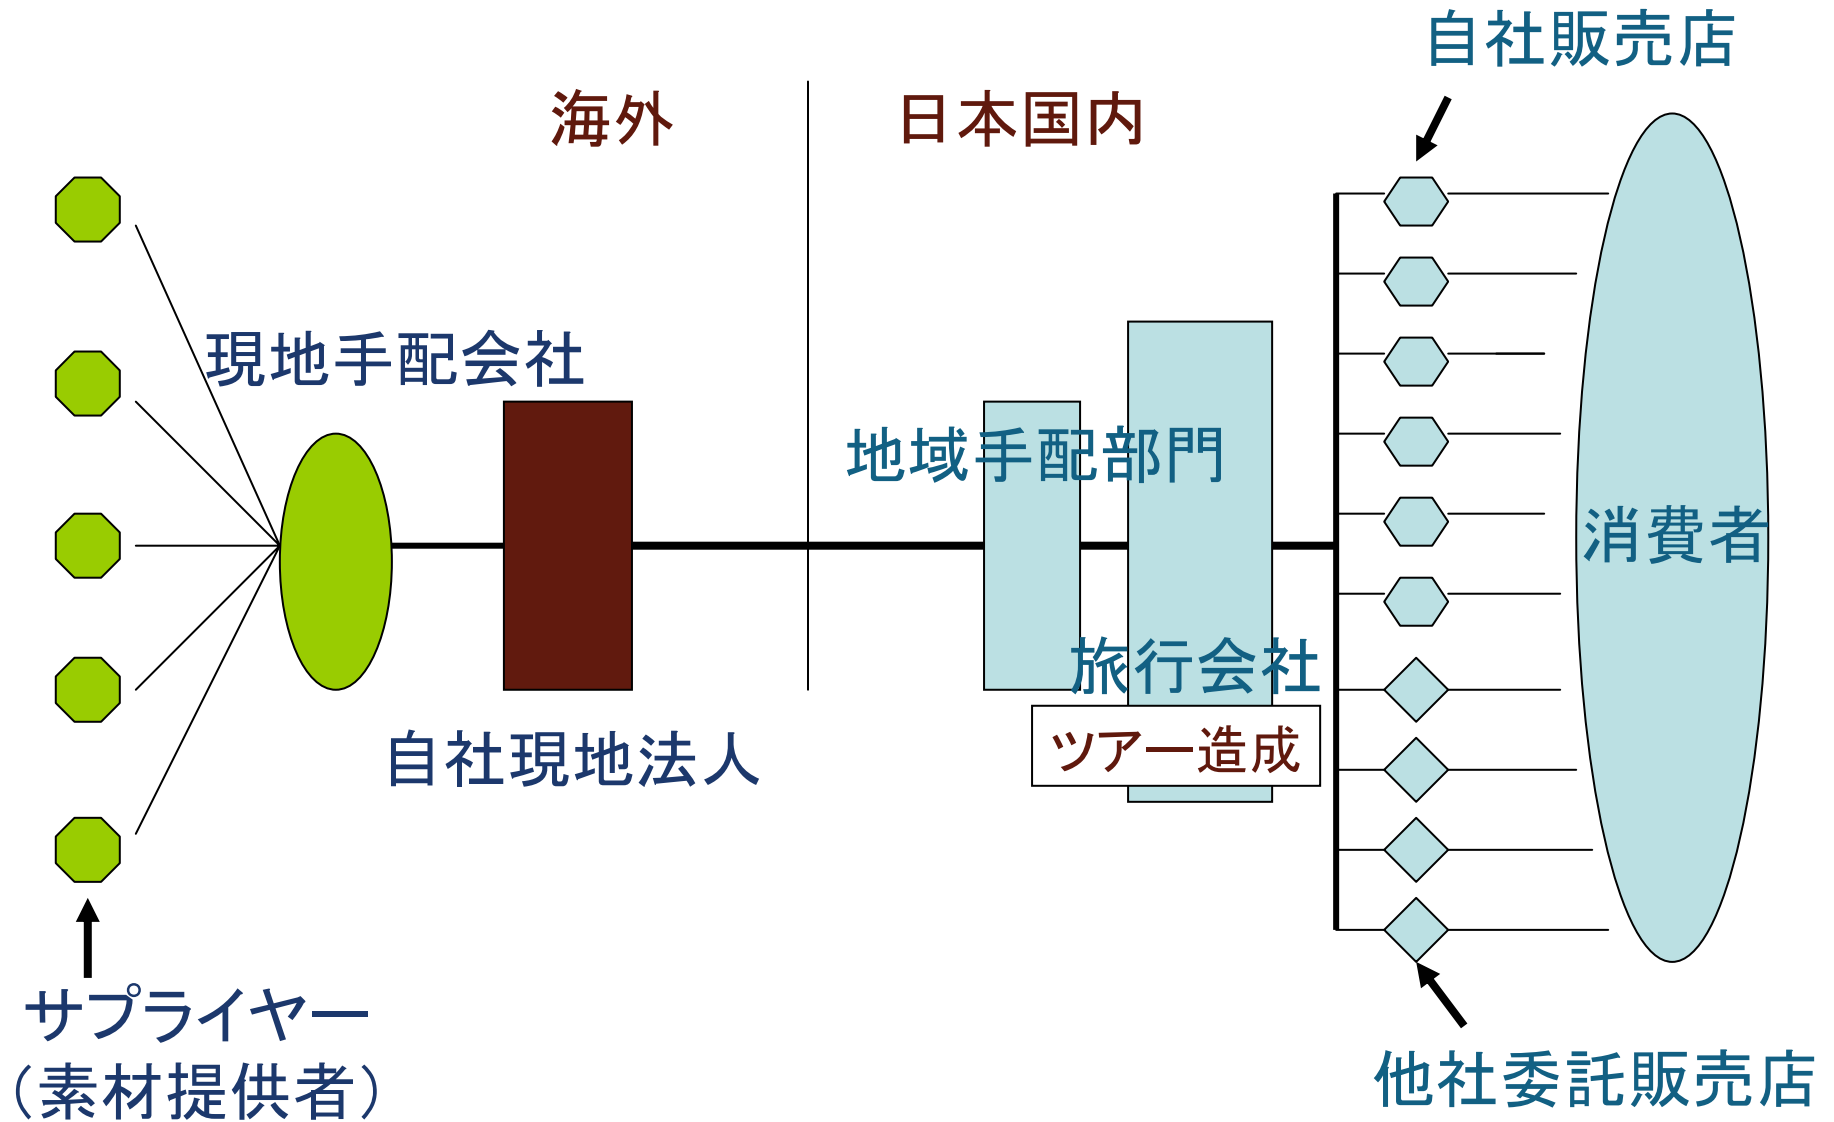 自社販売店
海外
日本国内
現地手配会社
地域手配部門
消費者
旅行会社
自社現地法人
ツアー造成
サプライヤー
（素材提供者）
他社委託販売店